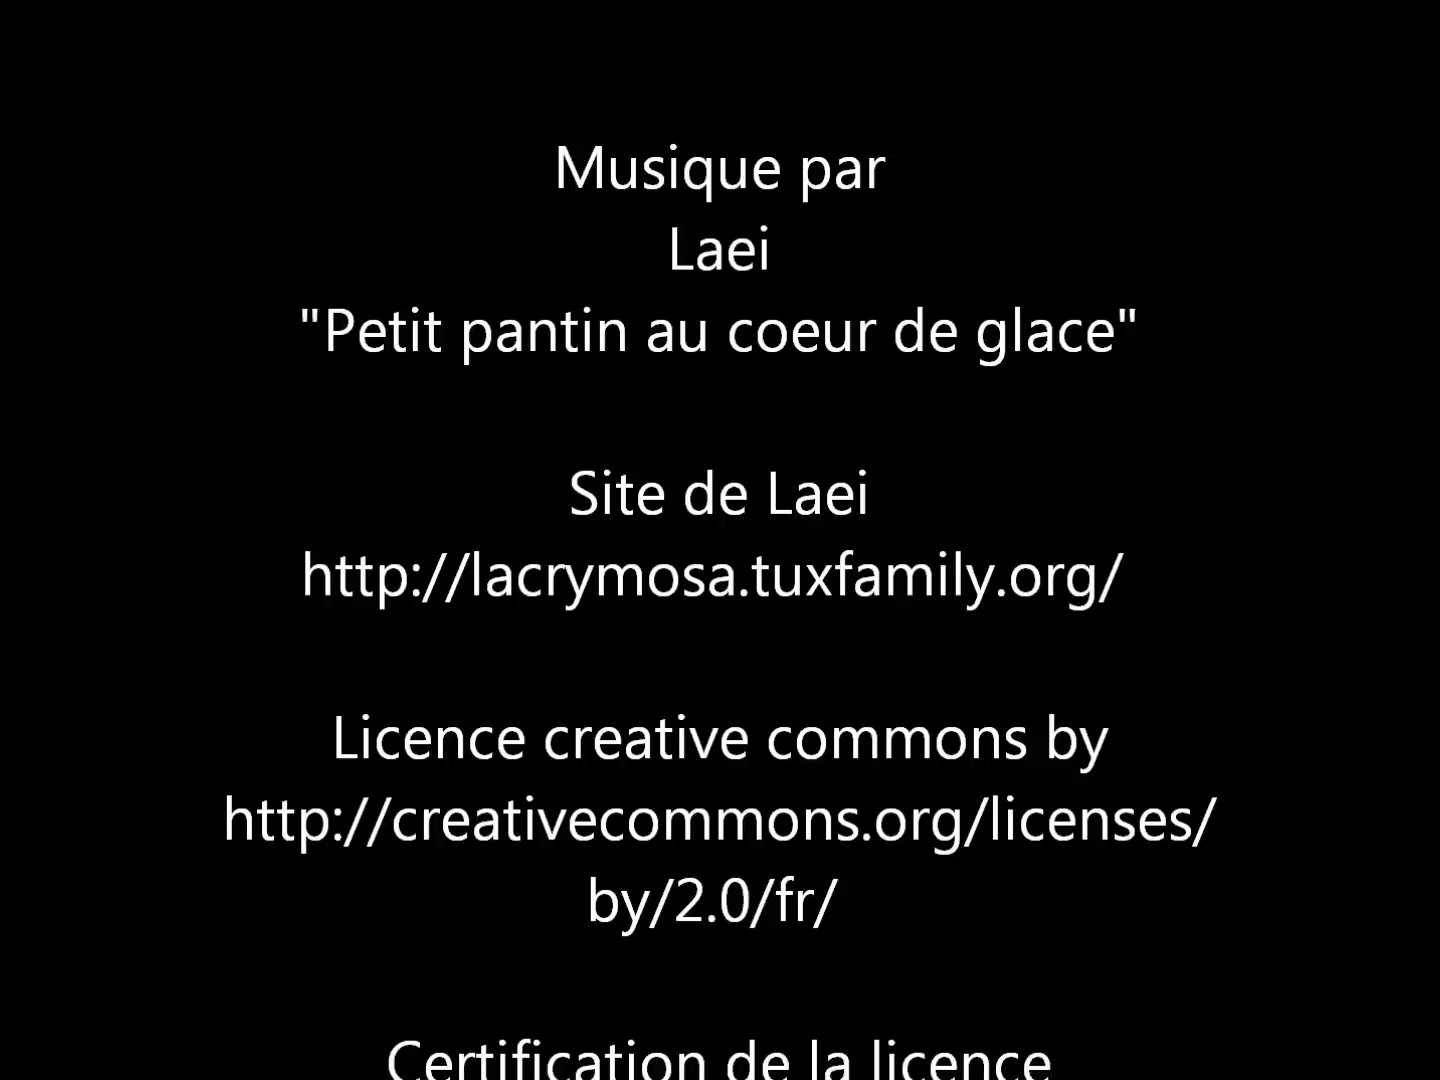 Musique par
Laei
"Petit pantin au coeur de glace"
Site de Laei
http://lacrymosa.tuxfamily.org/
Licence creative commons by
http://creativecommons.org/licenses/
by/2.0/fr/
Certification de la licence